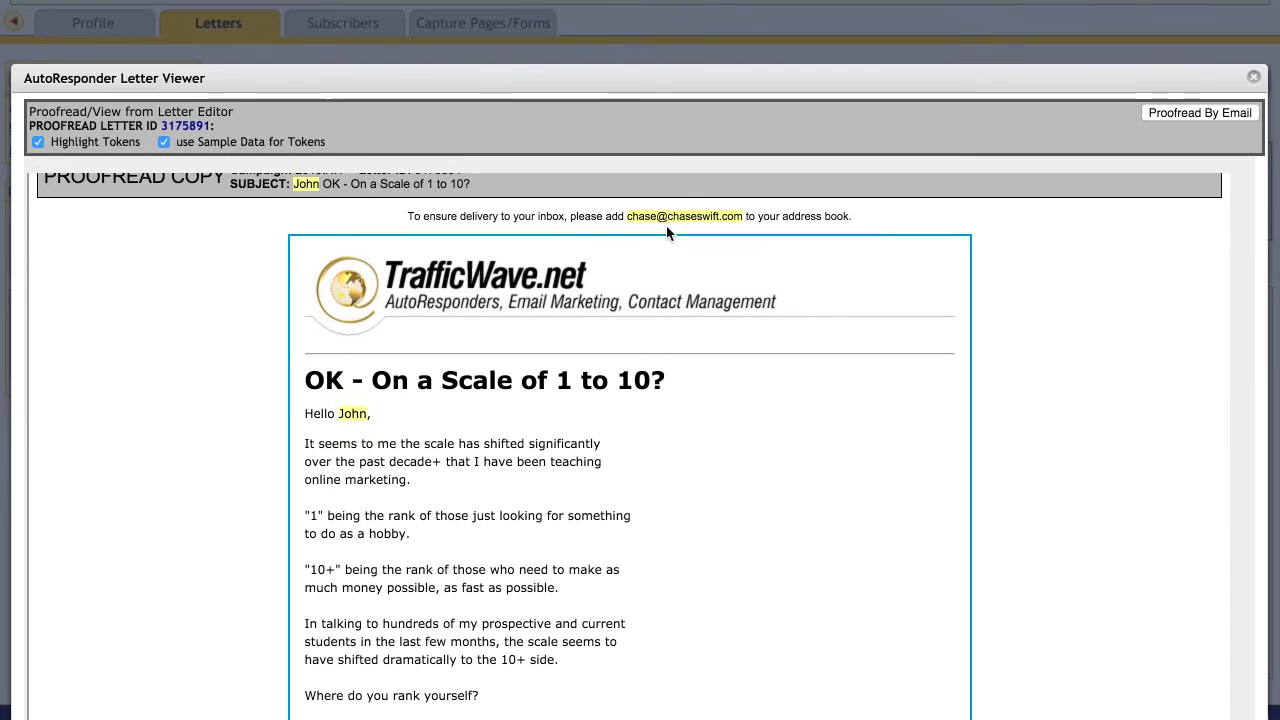 Profile
Letters
Subscribers
Capture Pages/Forms
AutoResponder Letter Viewer
Proofread/View from Letter Editor
Proofread By Email
PROOFREAD LETTER ID 3175891:
Highlight Tokens
use Sample Data for Tokens
PROOFREAD COPY
SUBJECT: John OK - On a Scale of 1 to 10?
To ensure delivery to your inbox, please add chase@chaseswift.com to your address book.
TrafficWave.net
AutoResponders, Email Marketing, Contact Management
OK - On a Scale of 1 to 10?
Hello John,
It seems to me the scale has shifted significantly
over the past decade+ that I have been teaching
online marketing.
"1" being the rank of those just looking for something
to do as a hobby.
"10+" being the rank of those who need to make as
much money possible, as fast as possible.
In talking to hundreds of my prospective and current
students in the last few months, the scale seems to
have shifted dramatically to the 10+ side.
Where do you rank yourself?